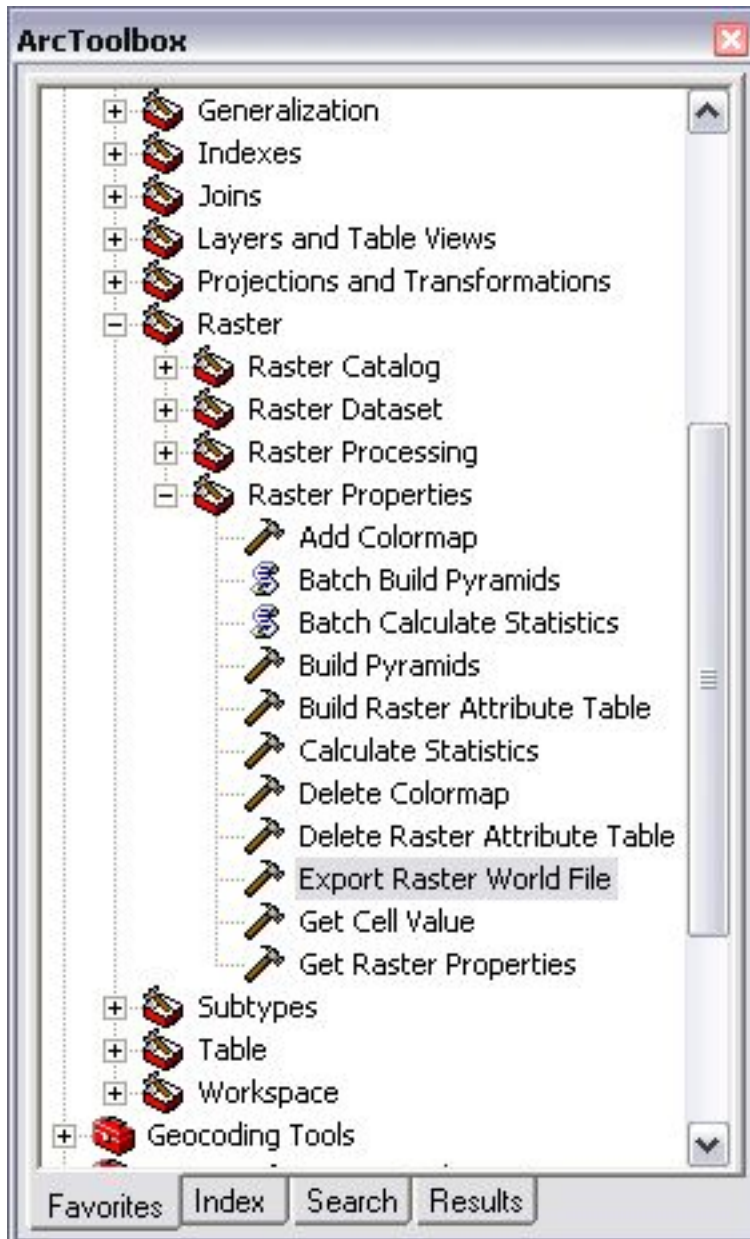 ArcToolbox
Generalization
Indexes
Joins
Layers and Table Views
Projections and Transformations
Raster
Raster Catalog
Raster Dataset
Raster Processing
Raster Properties
Add Colormap
Batch Build Pyramids
Batch Calculate Statistics
Build Pyramids
Build Raster Attribute Table
Calculate Statistics
Delete Colormap
Delete Raster Attribute Table
Export Raster World File
Get Cell Value
Get Raster Properties
Subtypes
Table
Workspace
Geocoding Tools
Favorites Index Search Results